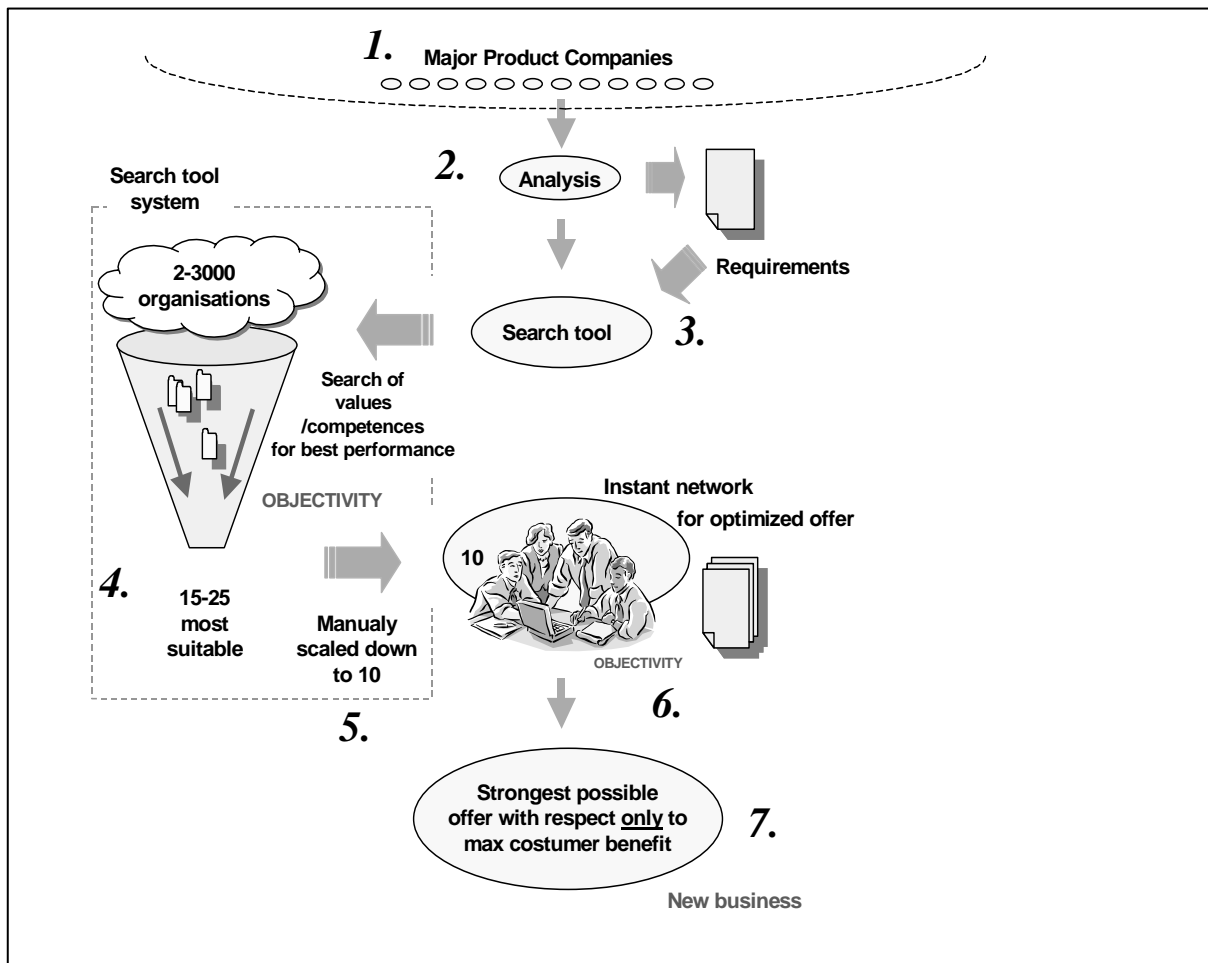 1.
Major Product Companies
2.
Analysis
Requirements
Search tool
system
2-3000
organisations
Search tool
3.
Search of
values
/competences
for best performance
OBJECTIVITY
4.
15-25
most
suitable
Manualy
scaled down
to 10
5.
Instant network
for optimized offer
10
OBJECTIVITY
6.
Strongest possible
offer with respect only to
max costumer benefit
7.
New business